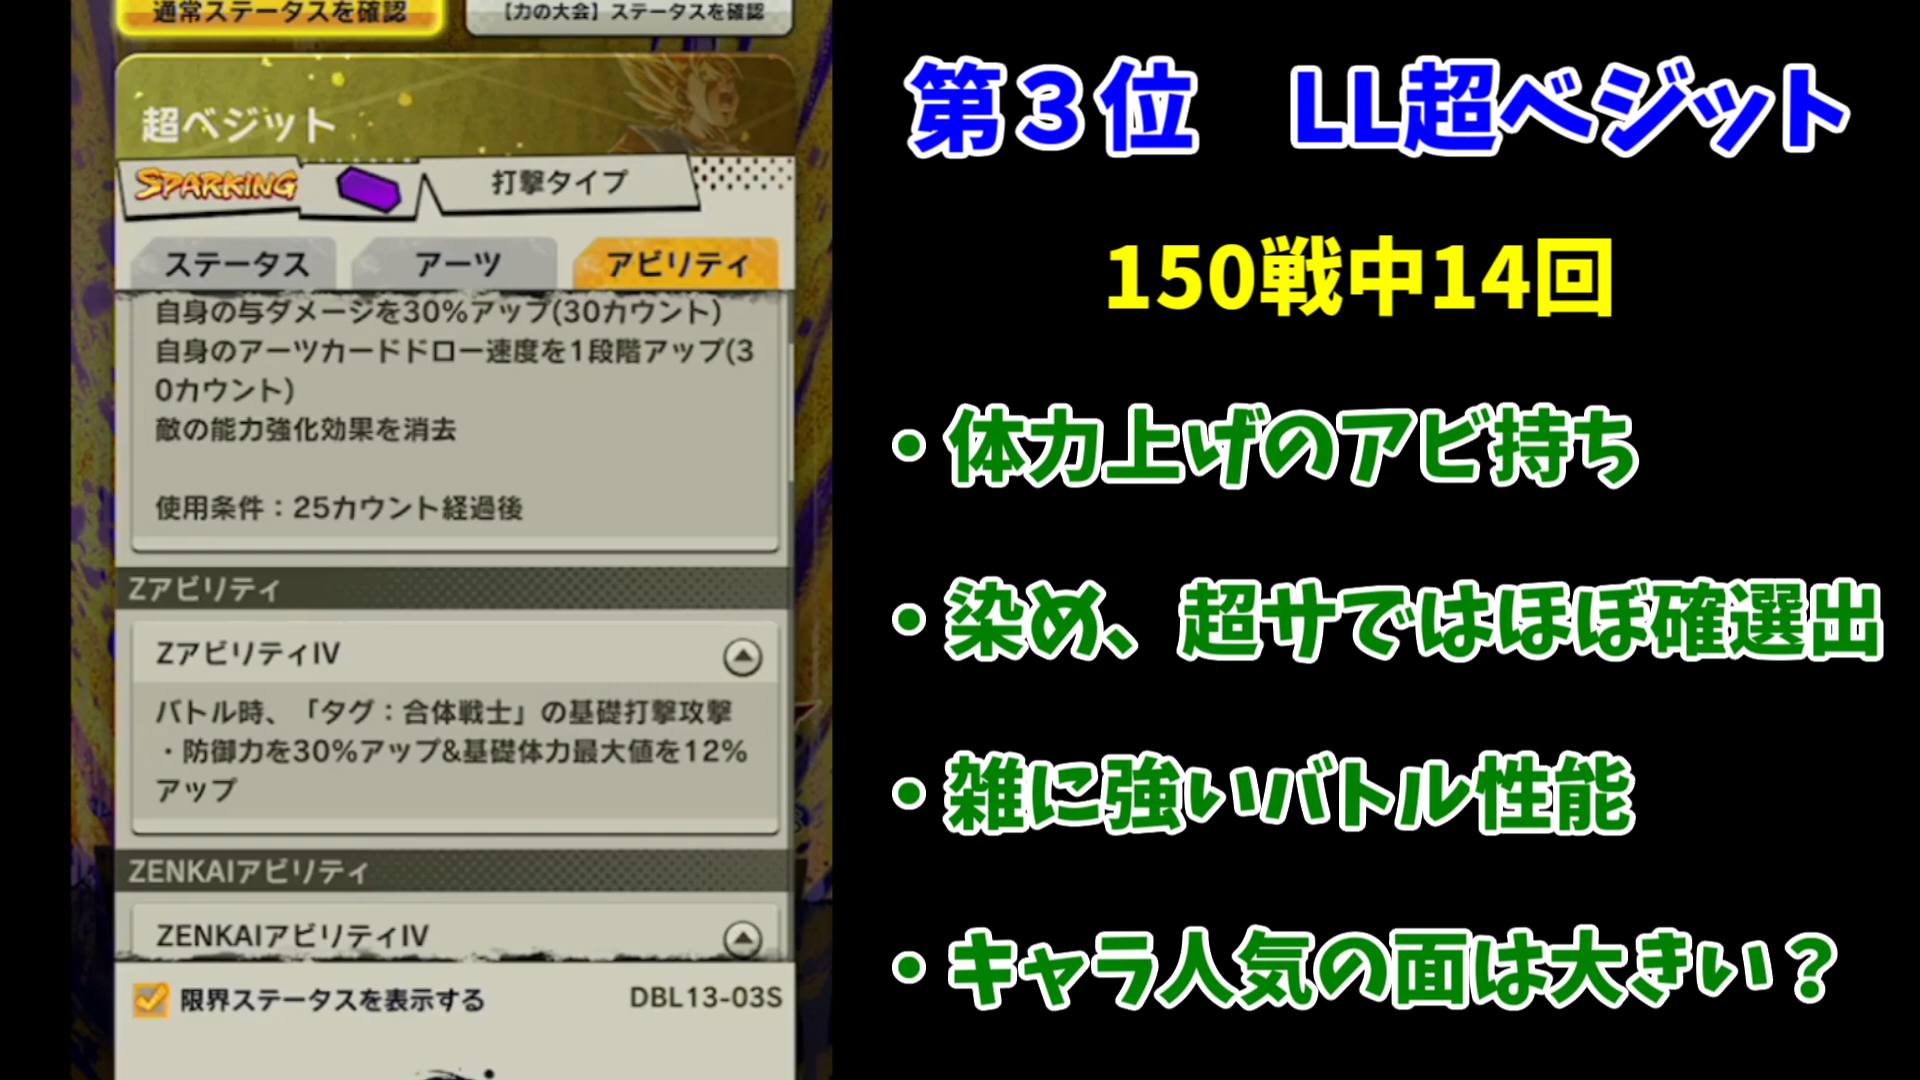 通常ステータスを確認
【力の大会】ステータスを確認
超ベジット
SPARKING
打撃タイプ
ステータス
アーツ
アビリティ
自身の与ダメージを30%アップ(30カウント)
自身のアーツカードドロー速度を1段階アップ(3
0カウント)
敵の能力強化効果を消去
使用条件：25カウント経過後
Zアビリティ
ZアビリティIV
バトル時、「タグ：合体戦士」の基礎打撃攻撃
・防御力を30%アップ&基礎体力最大値を12%
アップ
ZENKAIアビリティ
ZENKAIアビリティIV
限界ステータスを表示する
DBL13-03S
第３位　LL超ベジット
150戦中14回
・体力上げのアビ持ち
・染め、超サではほぼ確選出
・雑に強いバトル性能
・キャラ人気の面は大きい？